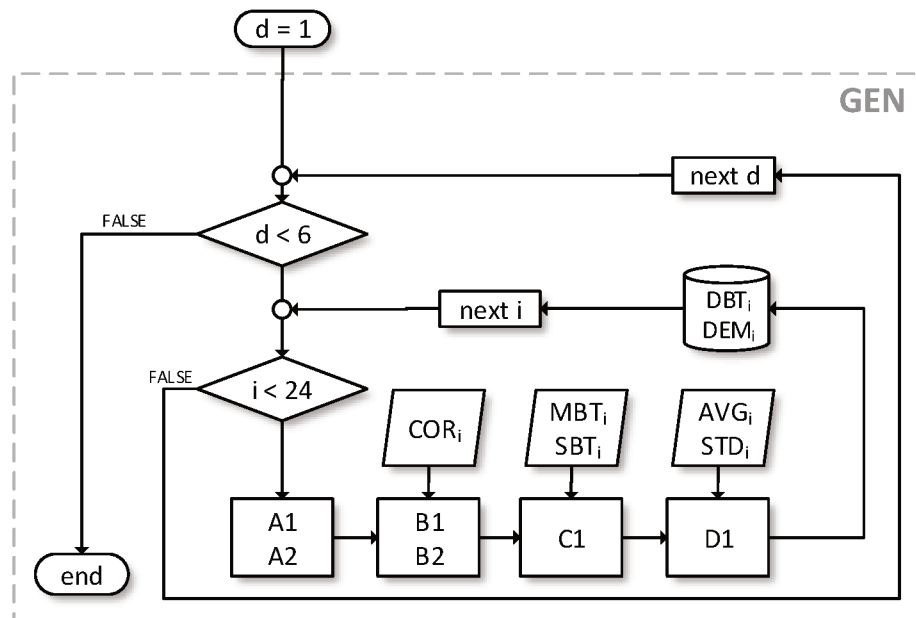 d = 1
GEN
next d
FALSE
d < 6
next i
DBTi
DEMi
FALSE
i < 24
CORi
MBTi
SBTi
AVGi
STDi
A1
A2
B1
B2
C1
D1
end